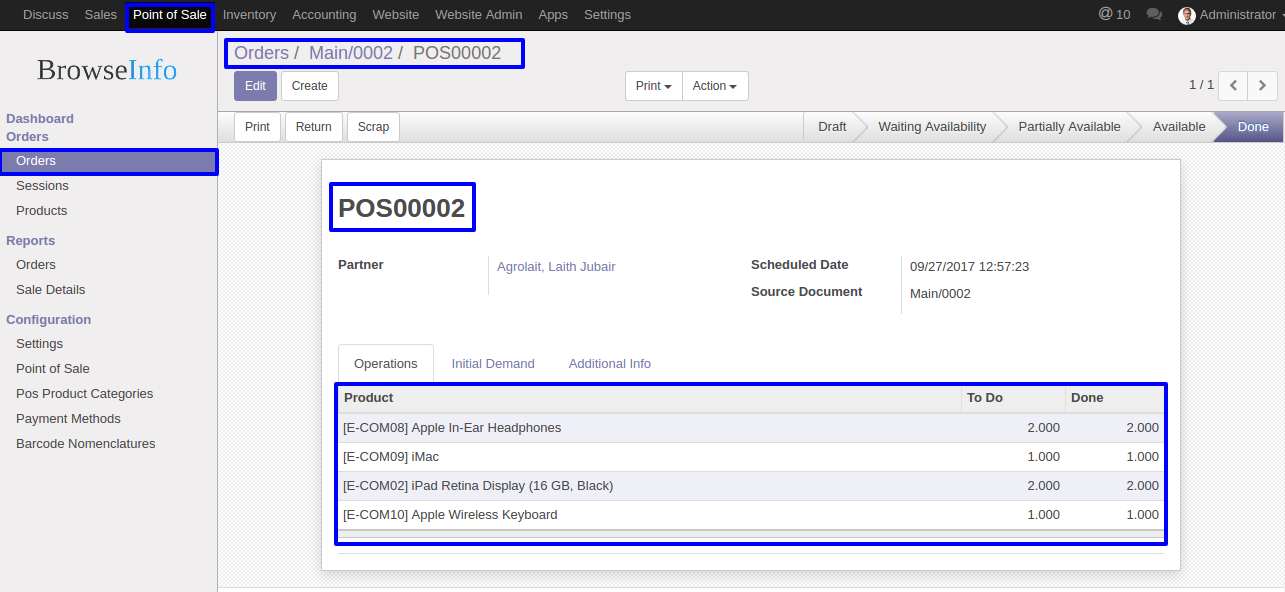 Discuss Sales Point of Sale Inventory Accounting Website Website Admin Apps Settings @ 10 Administrator
BrowseInfo
Dashboard
Orders
Orders
Sessions
Products
Reports
Orders
Sale Details
Configuration
Settings
Point of Sale
Pos Product Categories
Payment Methods
Barcode Nomenclatures
Orders / Main/0002 / POS00002
Edit Create Print Action 1 / 1
Print Return Scrap Draft Waiting Availability Partially Available Available Done
POS00002
Partner Agrolait, Laith Jubair Scheduled Date 09/27/2017 12:57:23
Source Document Main/0002
Operations Initial Demand Additional Info
Product To Do Done
[E-COM08] Apple In-Ear Headphones 2.000 2.000
[E-COM09] iMac 1.000 1.000
[E-COM02] iPad Retina Display (16 GB, Black) 2.000 2.000
[E-COM10] Apple Wireless Keyboard 1.000 1.000